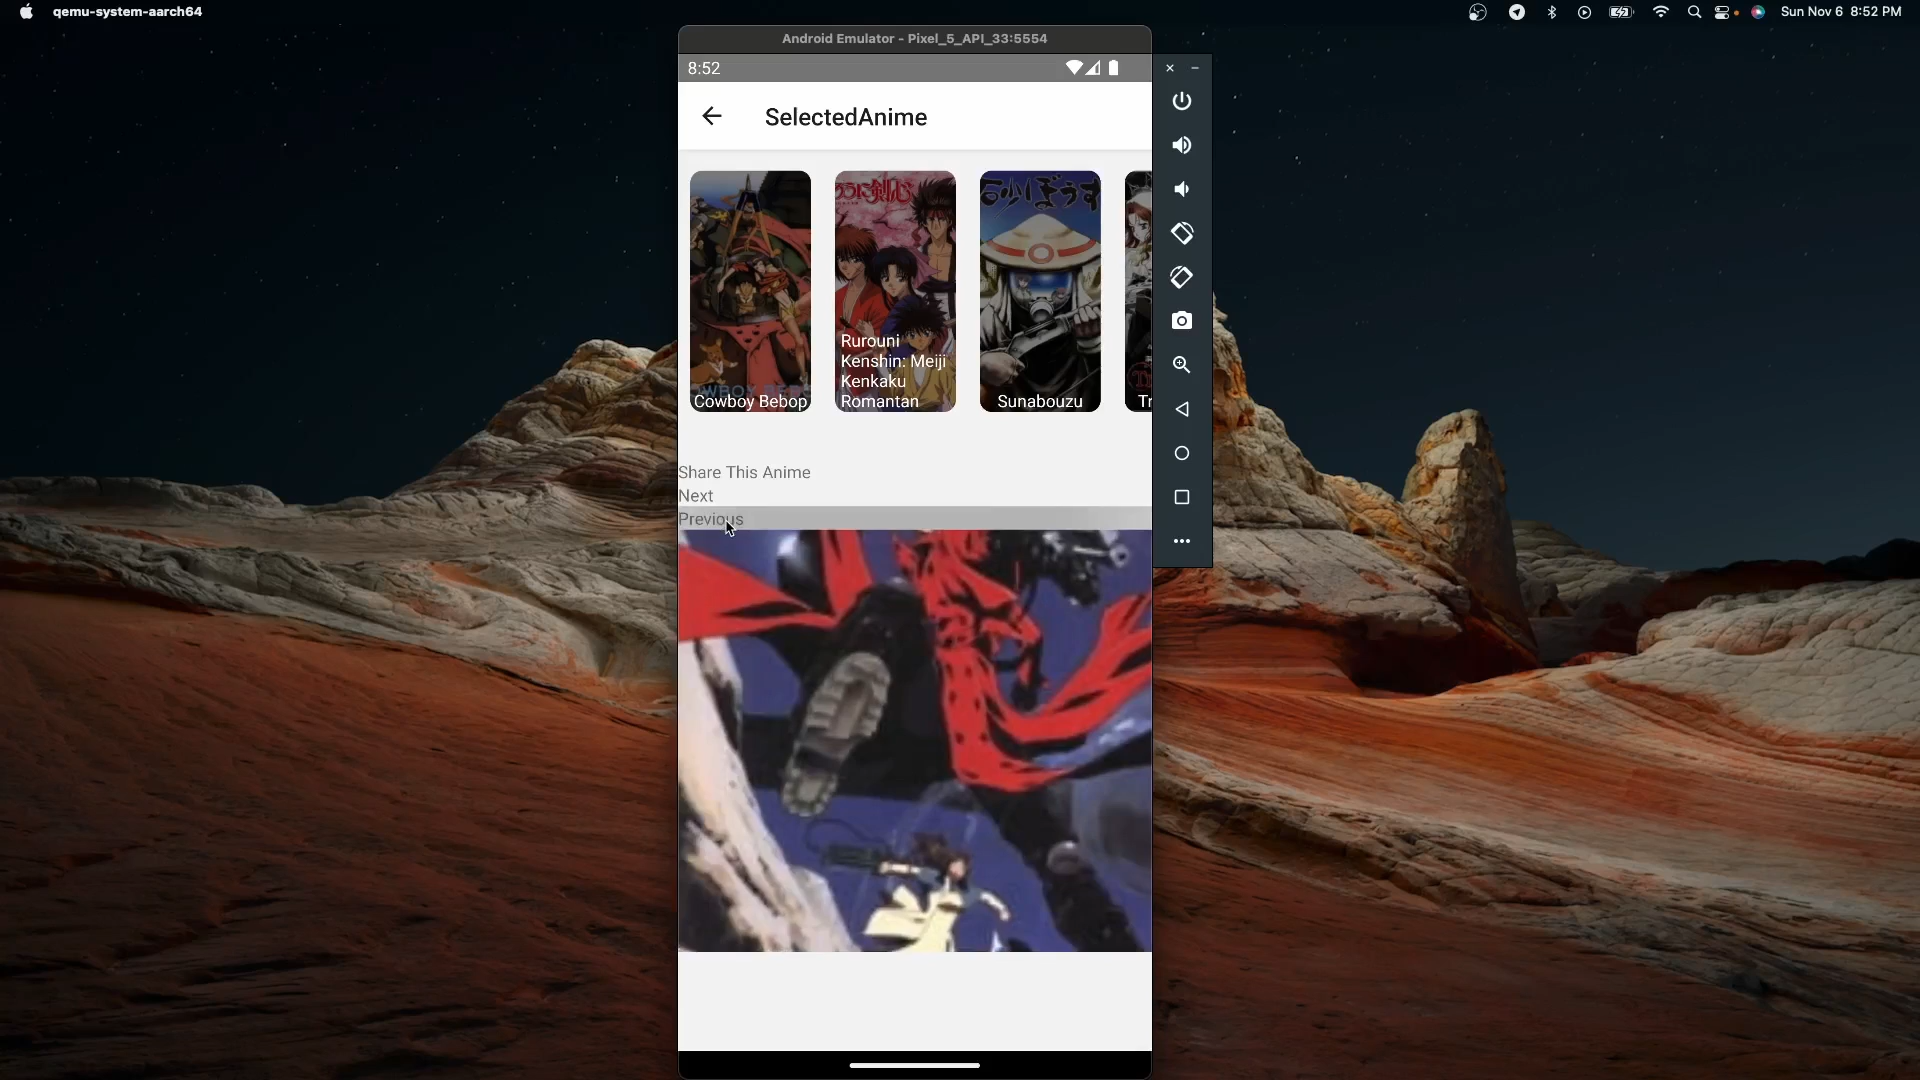 qemu-system-aarch64
Sun Nov 6 8:52 PM
Android Emulator - Pixel_5_API_33:5554
8:52
SelectedAnime
Cowboy Bebop
Rurouni
Kenshin: Meiji
Kenkaku
Romantan
Sunabouzu
Tr
Share This Anime
Next
Previous